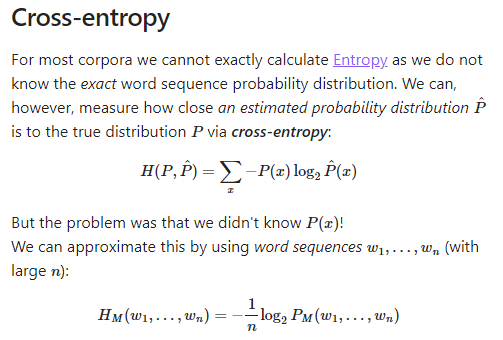 Cross-entropy
For most corpora we cannot exactly calculate Entropy as we do not
know the exact word sequence probability distribution. We can,
however, measure how close an estimated probability distribution P̂
is to the true distribution P via cross-entropy:
H(P, P̂) = ∑ₓ −P(x) log₂ P̂(x)
But the problem was that we didn't know P(x)!
We can approximate this by using word sequences w₁, . . . , wₙ (with
large n):
H_M(w₁, . . . , wₙ) = −\frac{1}{n} log₂ P_M(w₁, . . . , wₙ)